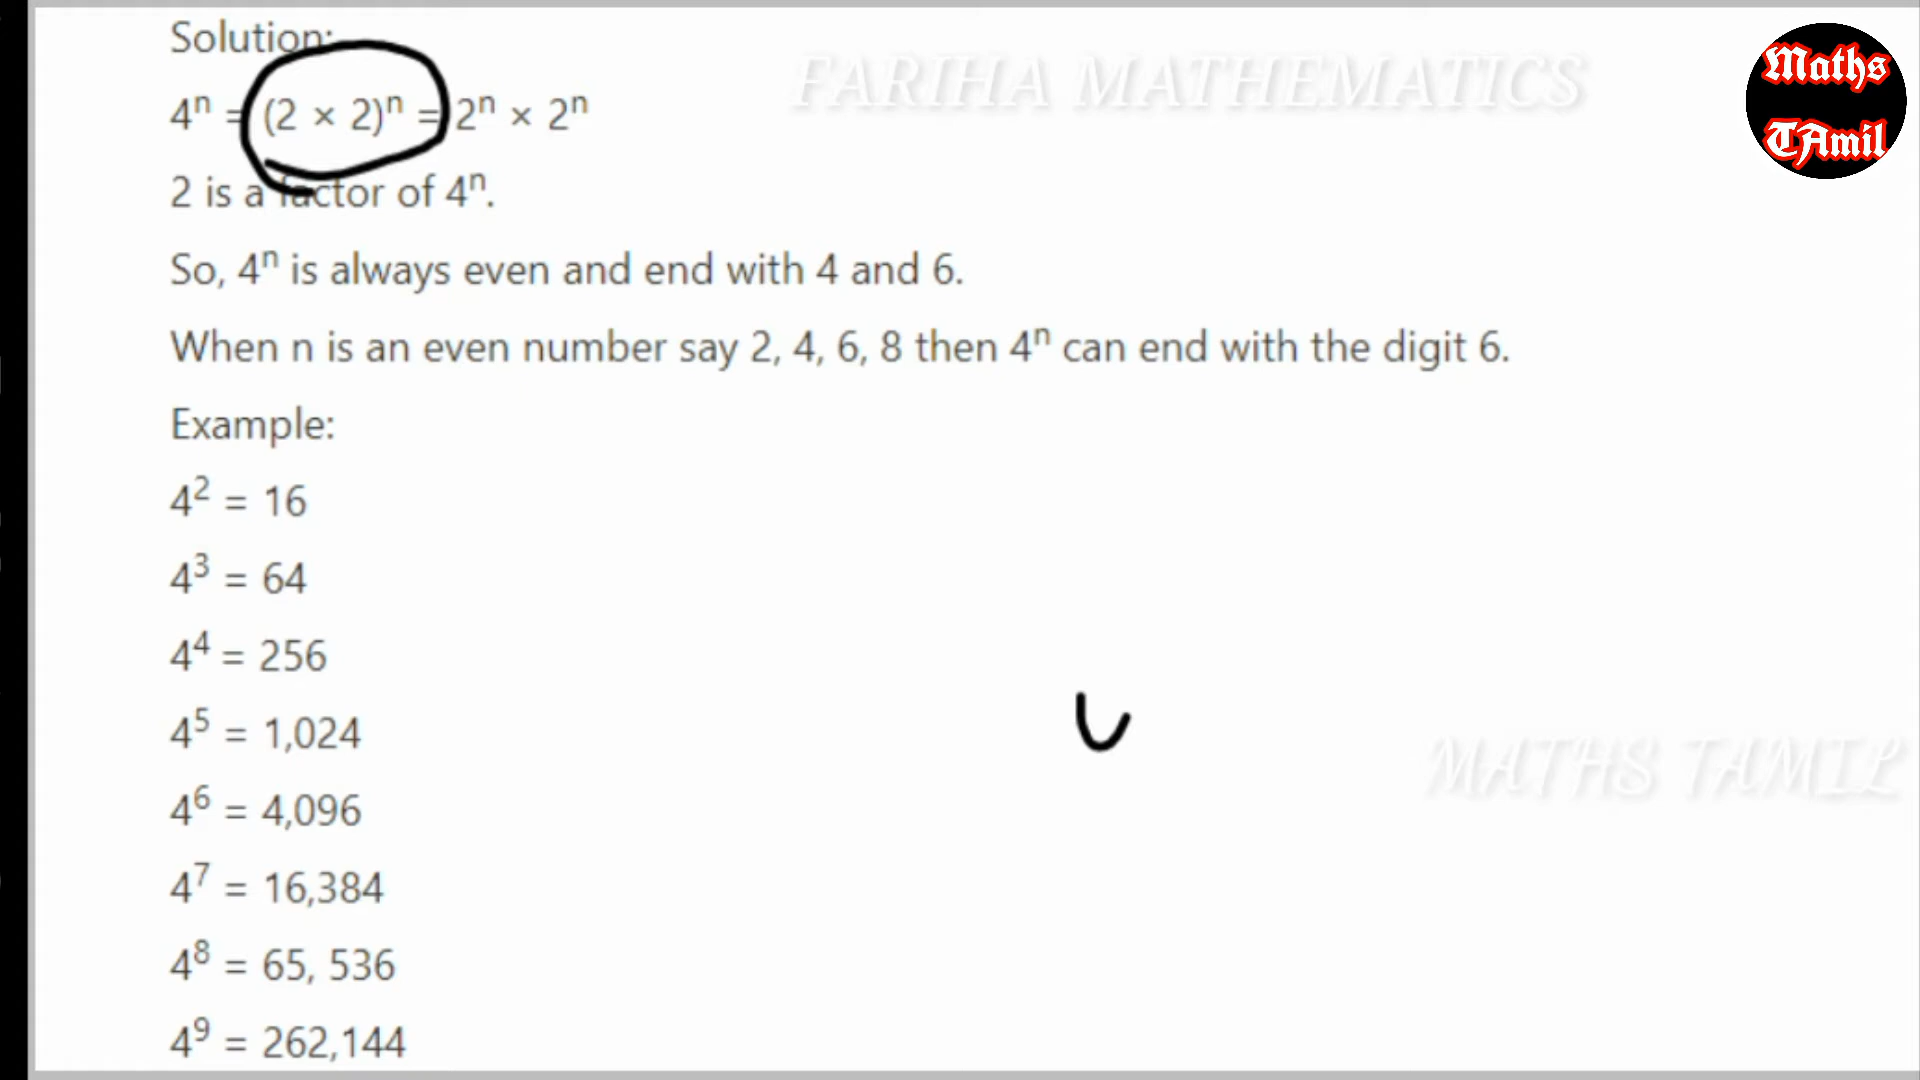 Solution:
FARIHA MATHEMATICS
Maths
TAmil
4ⁿ = (2 × 2)ⁿ = 2ⁿ × 2ⁿ
2 is a factor of 4ⁿ.
So, 4ⁿ is always even and end with 4 and 6.
When n is an even number say 2, 4, 6, 8 then 4ⁿ can end with the digit 6.
Example:
4² = 16
4³ = 64
4⁴ = 256
4⁵ = 1,024
MATHS TAMIL
4⁶ = 4,096
4⁷ = 16,384
4⁸ = 65, 536
4⁹ = 262,144